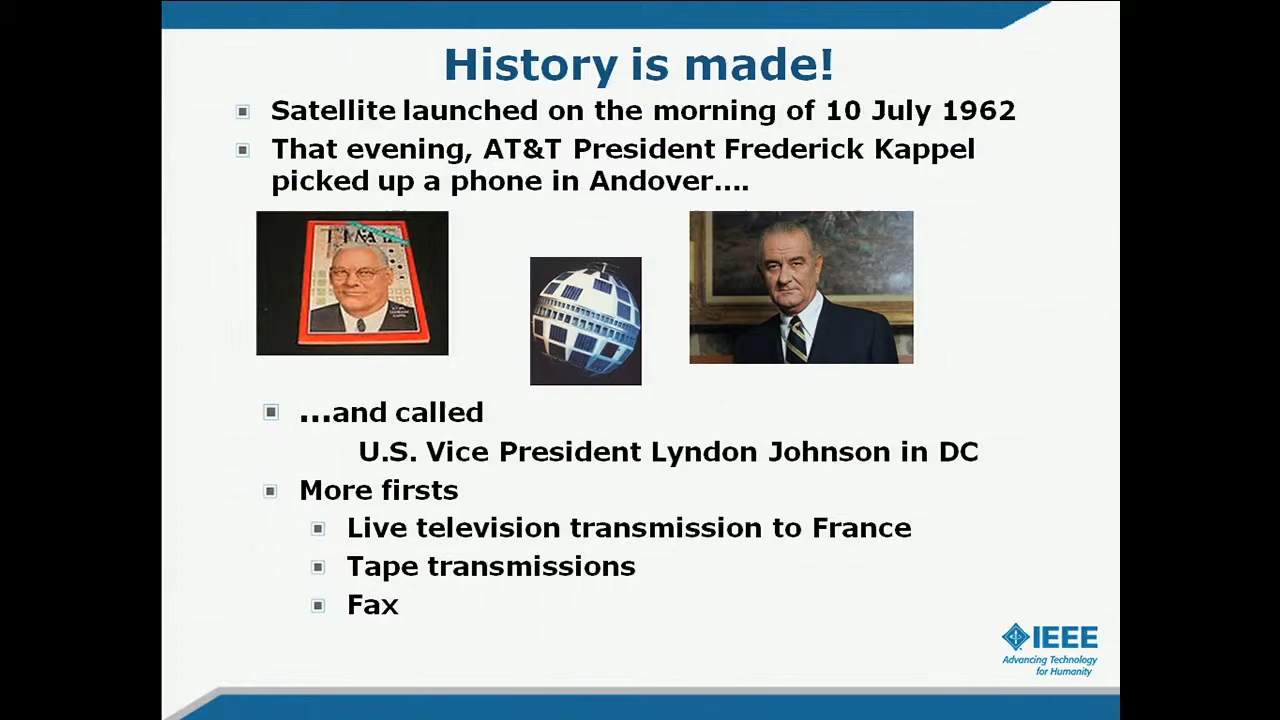 History is made!
Satellite launched on the morning of 10 July 1962
That evening, AT&T President Frederick Kappel
picked up a phone in Andover....
TIME
...and called
U.S. Vice President Lyndon Johnson in DC
More firsts
Live television transmission to France
Tape transmissions
Fax
IEEE
Advancing Technology
for Humanity